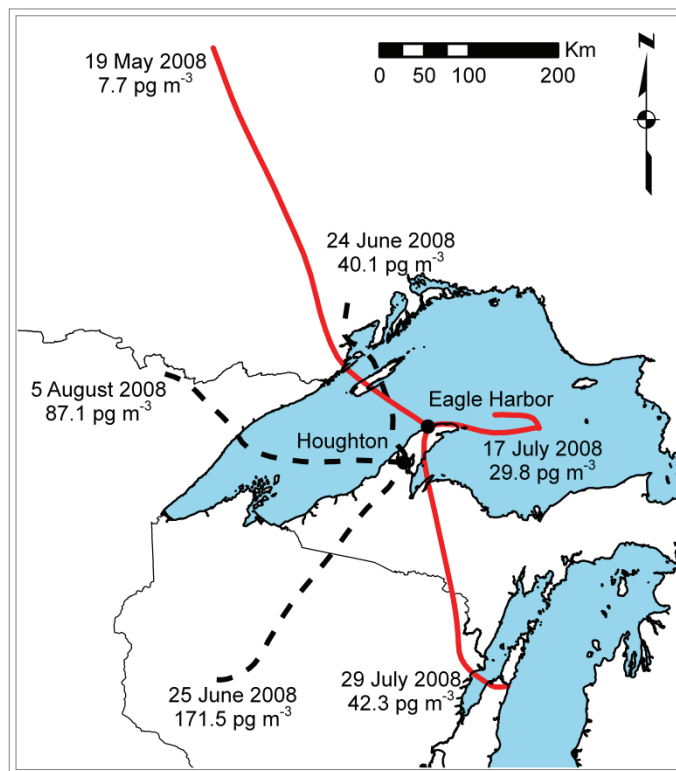 19 May 2008
7.7 pg m⁻³
Km
0 50 100 200
N
24 June 2008
40.1 pg m⁻³
5 August 2008
87.1 pg m⁻³
Eagle Harbor
Houghton
17 July 2008
29.8 pg m⁻³
25 June 2008
171.5 pg m⁻³
29 July 2008
42.3 pg m⁻³